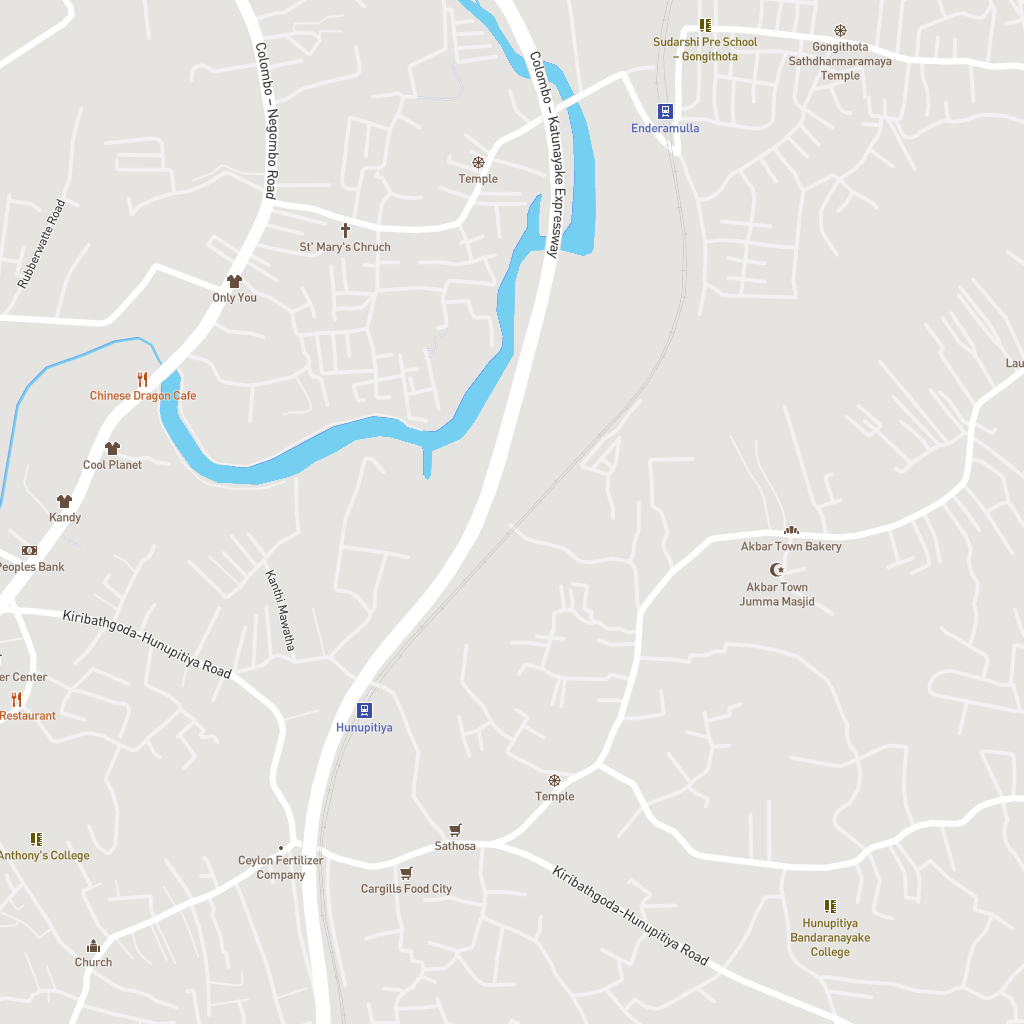 Sudarshi Pre School
– Gongithota
Gongithota
Sathdharmaramaya
Temple
Colombo – Negombo Road
Colombo – Katunayake Expressway
Enderamulla
Temple
Rubberwatte Road
St' Mary's Chruch
Only You
Lau
Chinese Dragon Cafe
Cool Planet
Kandy
Akbar Town Bakery
Peoples Bank
Akbar Town
Jumma Masjid
Kanthi Mawatha
Kiribathgoda-Hunupitiya Road
er Center
Restaurant
Hunupitiya
Temple
Sathosa
Anthony's College
Ceylon Fertilizer
Company
Cargills Food City
Kiribathgoda-Hunupitiya Road
Hunupitiya
Bandaranayake
College
Church